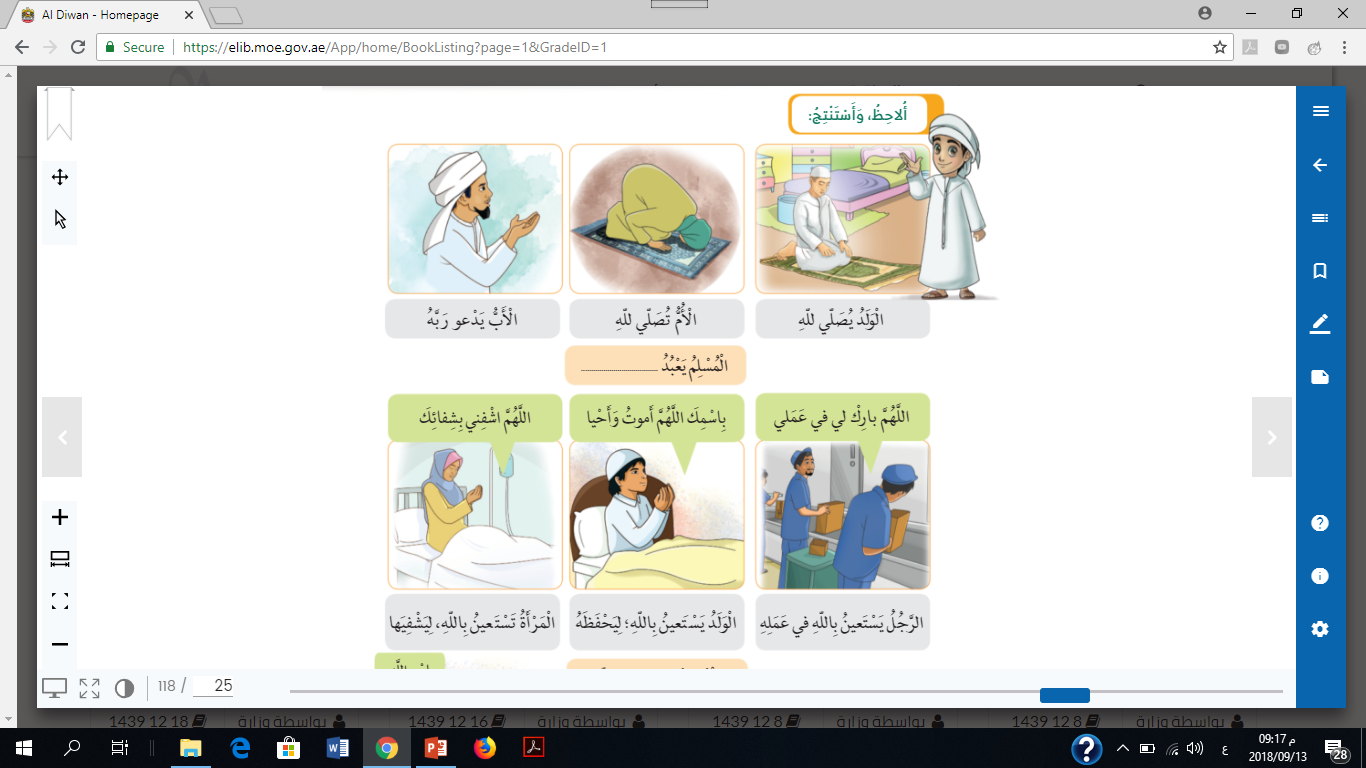 Al Diwan - Homepage
Secure https://elib.moe.gov.ae/App/home/BookListing?page=1&GradeID=1
أُلاحِظُ، وَأَسْتَنْتِجُ:
الْوَلَدُ يُصَلّي للّهِ
الْأُمُّ تُصَلّي للّهِ
الْأَبُّ يَدْعو رَبَّهُ
الْمُسْلِمُ يَعْبُدُ ..............................
اللَّهُمَّ بارِكْ لي في عَمَلي
بِاسْمِكَ اللَّهُمَّ أَموتُ وَأَحْيا
اللَّهُمَّ اشْفِني بِشِفائِكَ
الرَّجُلُ يَسْتَعينُ بِاللّهِ في عَمَلِهِ
الْوَلَدُ يَسْتَعينُ بِاللّهِ؛ لِيَحْفَظَهُ
الْمَرْأَةُ تَسْتَعينُ بِاللّهِ، لِيَشْفِيَها
118 / 25
1439 12 8 بواسطة وزارة
1439 12 8 بواسطة وزارة
1439 12 16 بواسطة وزارة
1439 12 18 بواسطة وزارة
ع
09:17 م
2018/09/13
28